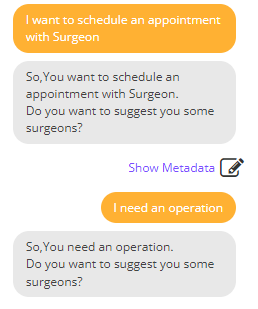 I want to schedule an appointment
with Surgeon
So,You want to schedule an
appointment with Surgeon.
Do you want to suggest you some
surgeons?
Show Metadata
I need an operation
So,You need an operation.
Do you want to suggest you some
surgeons?